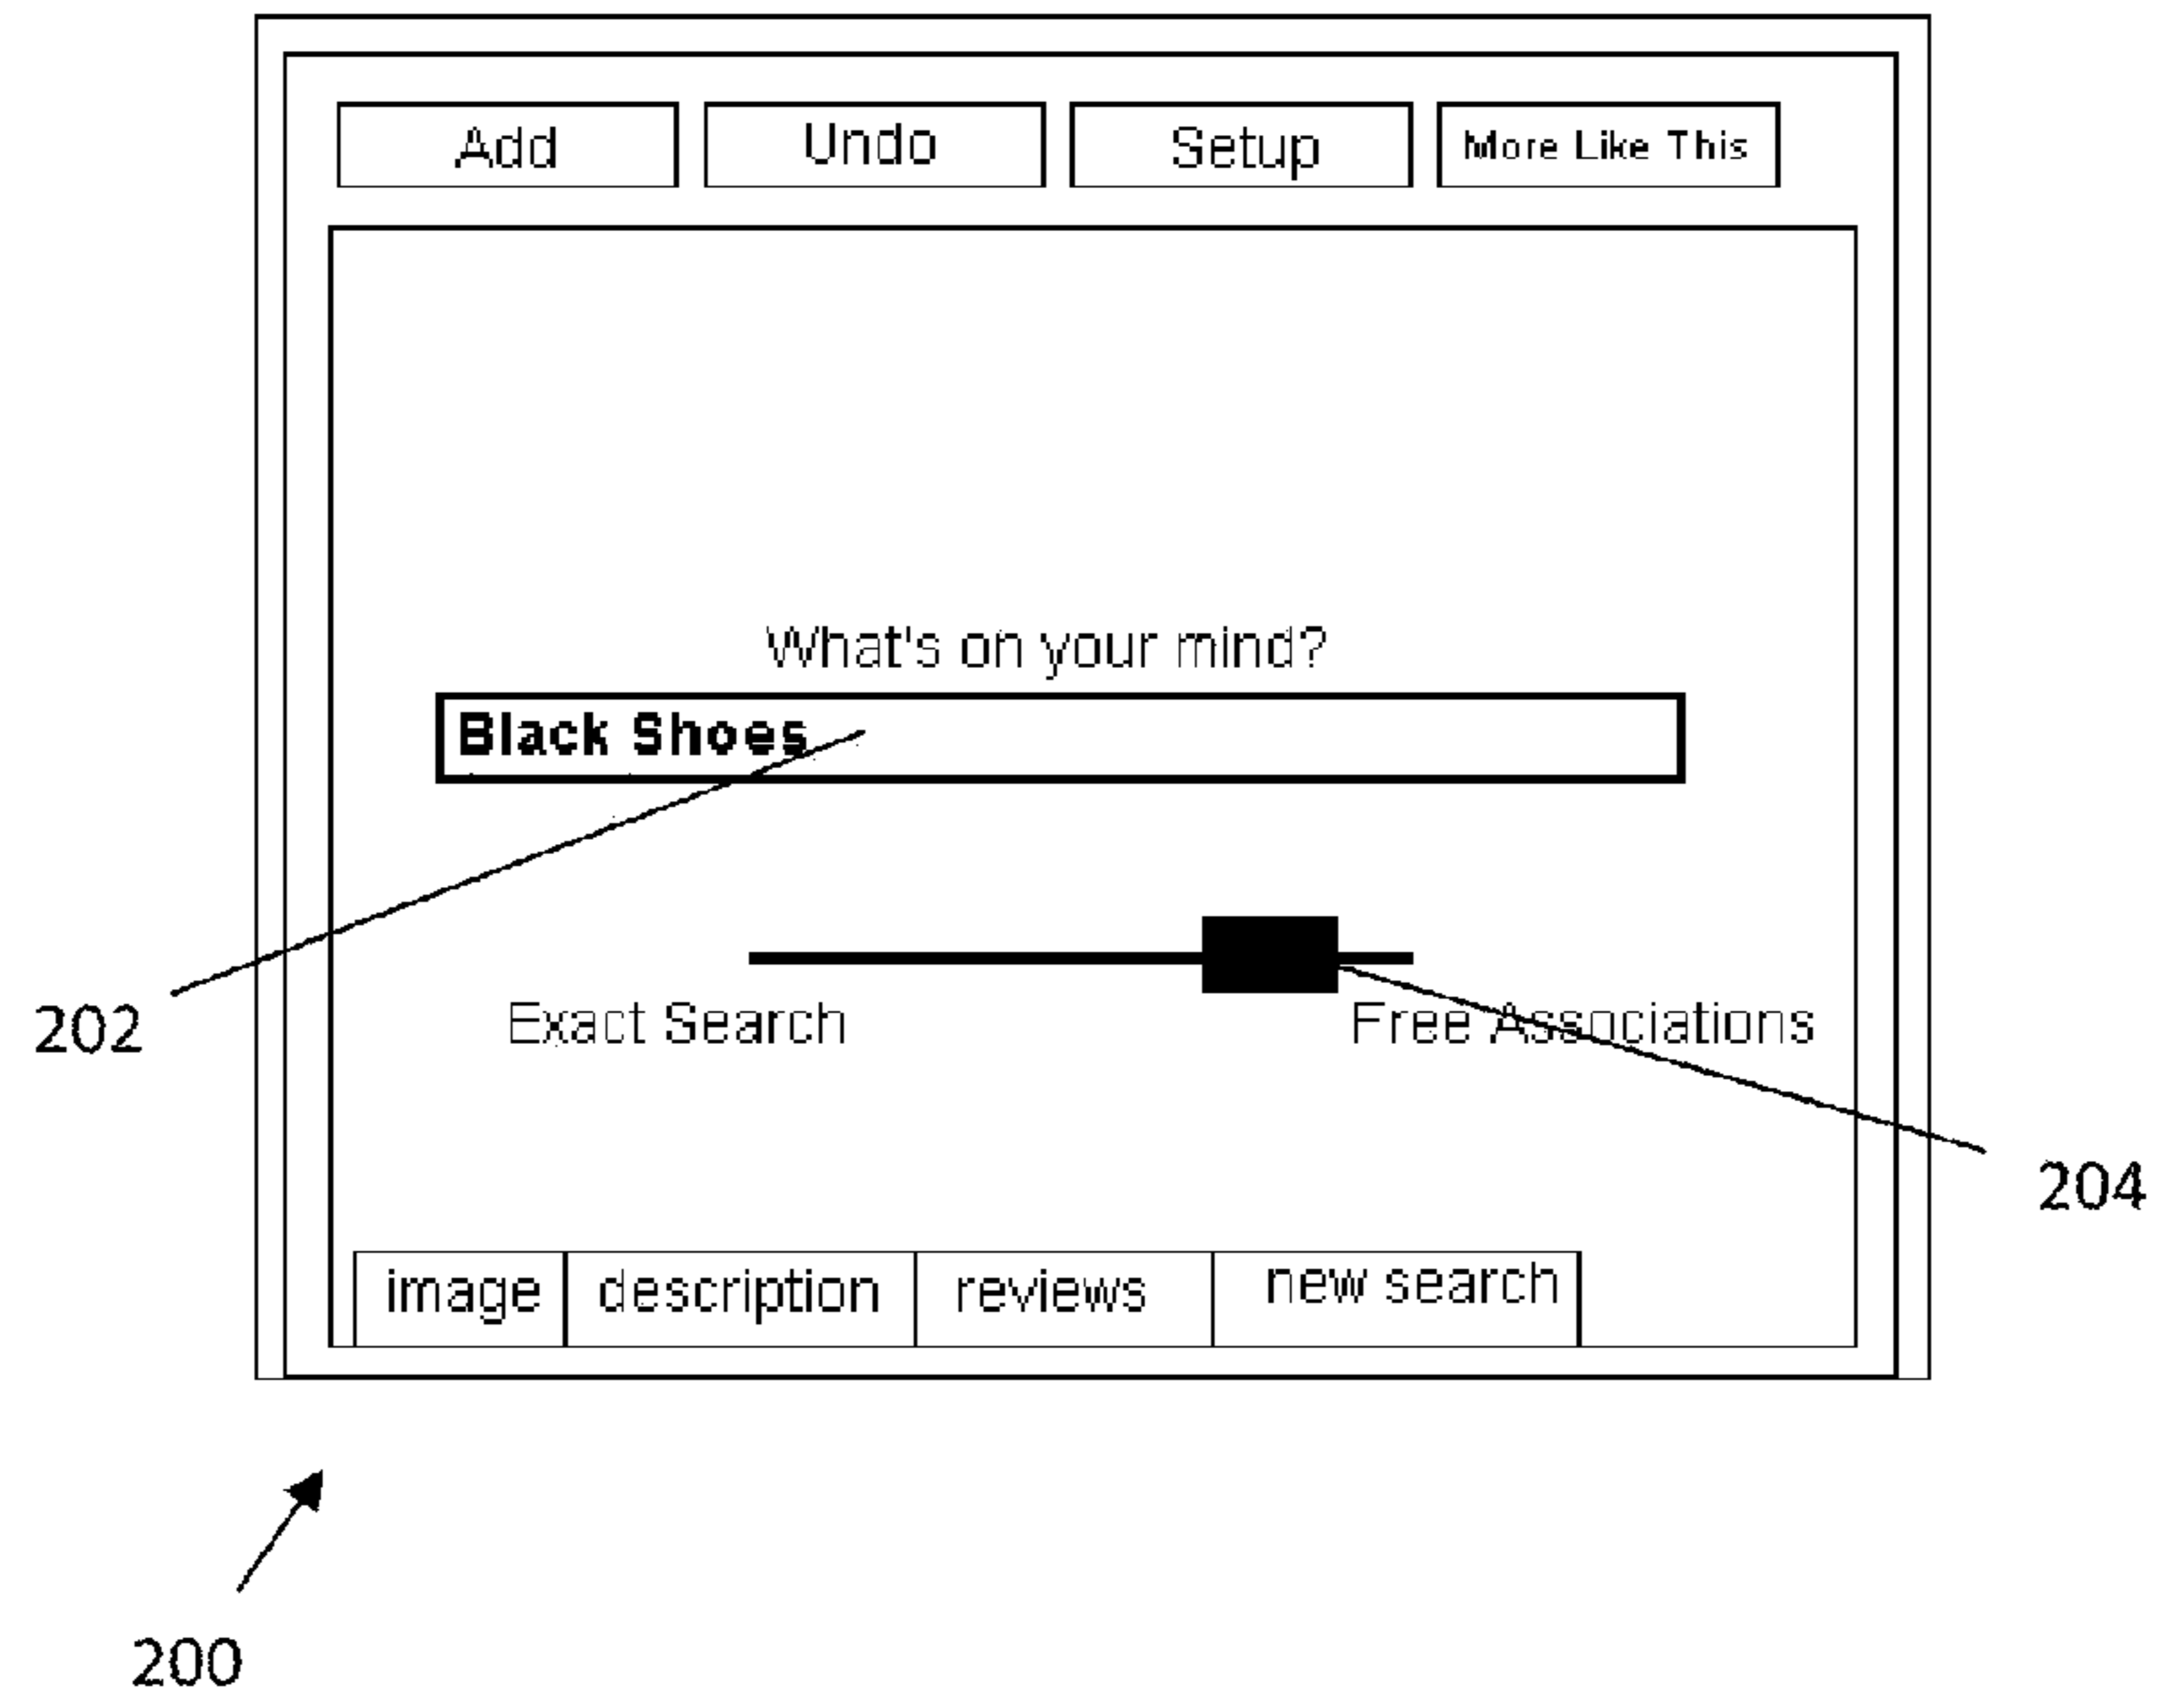 Add Undo Setup More Like This
What's on your mind?
Black Shoes
Exact Search Free Associations
202
204
image description reviews new search
200